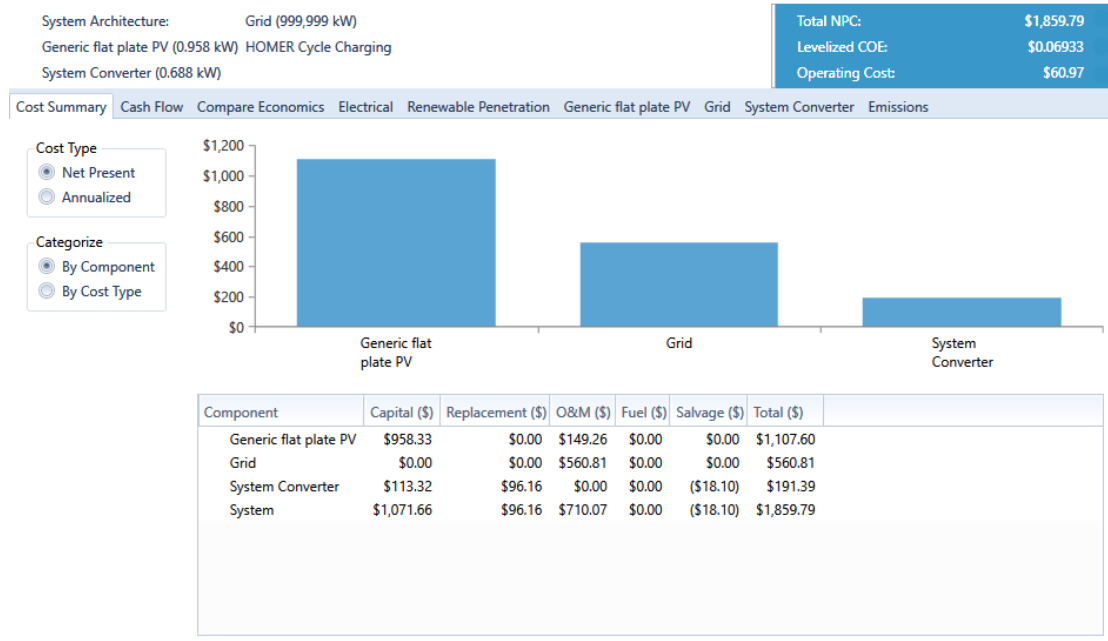 System Architecture: Grid (999,999 kW)
Generic flat plate PV (0.958 kW) HOMER Cycle Charging
System Converter (0.688 kW)
Total NPC: $1,859.79
Levelized COE: $0.06933
Operating Cost: $60.97
Cost Summary Cash Flow Compare Economics Electrical Renewable Penetration Generic flat plate PV Grid System Converter Emissions
Cost Type
Net Present
Annualized
Categorize
By Component
By Cost Type
$1,200
$1,000
$800
$600
$400
$200
$0
Generic flat
plate PV
Grid
System
Converter
Component Capital ($) Replacement ($) O&M ($) Fuel ($) Salvage ($) Total ($)
Generic flat plate PV $958.33 $0.00 $149.26 $0.00 $0.00 $1,107.60
Grid $0.00 $0.00 $560.81 $0.00 $0.00 $560.81
System Converter $113.32 $96.16 $0.00 $0.00 ($18.10) $191.39
System $1,071.66 $96.16 $710.07 $0.00 ($18.10) $1,859.79